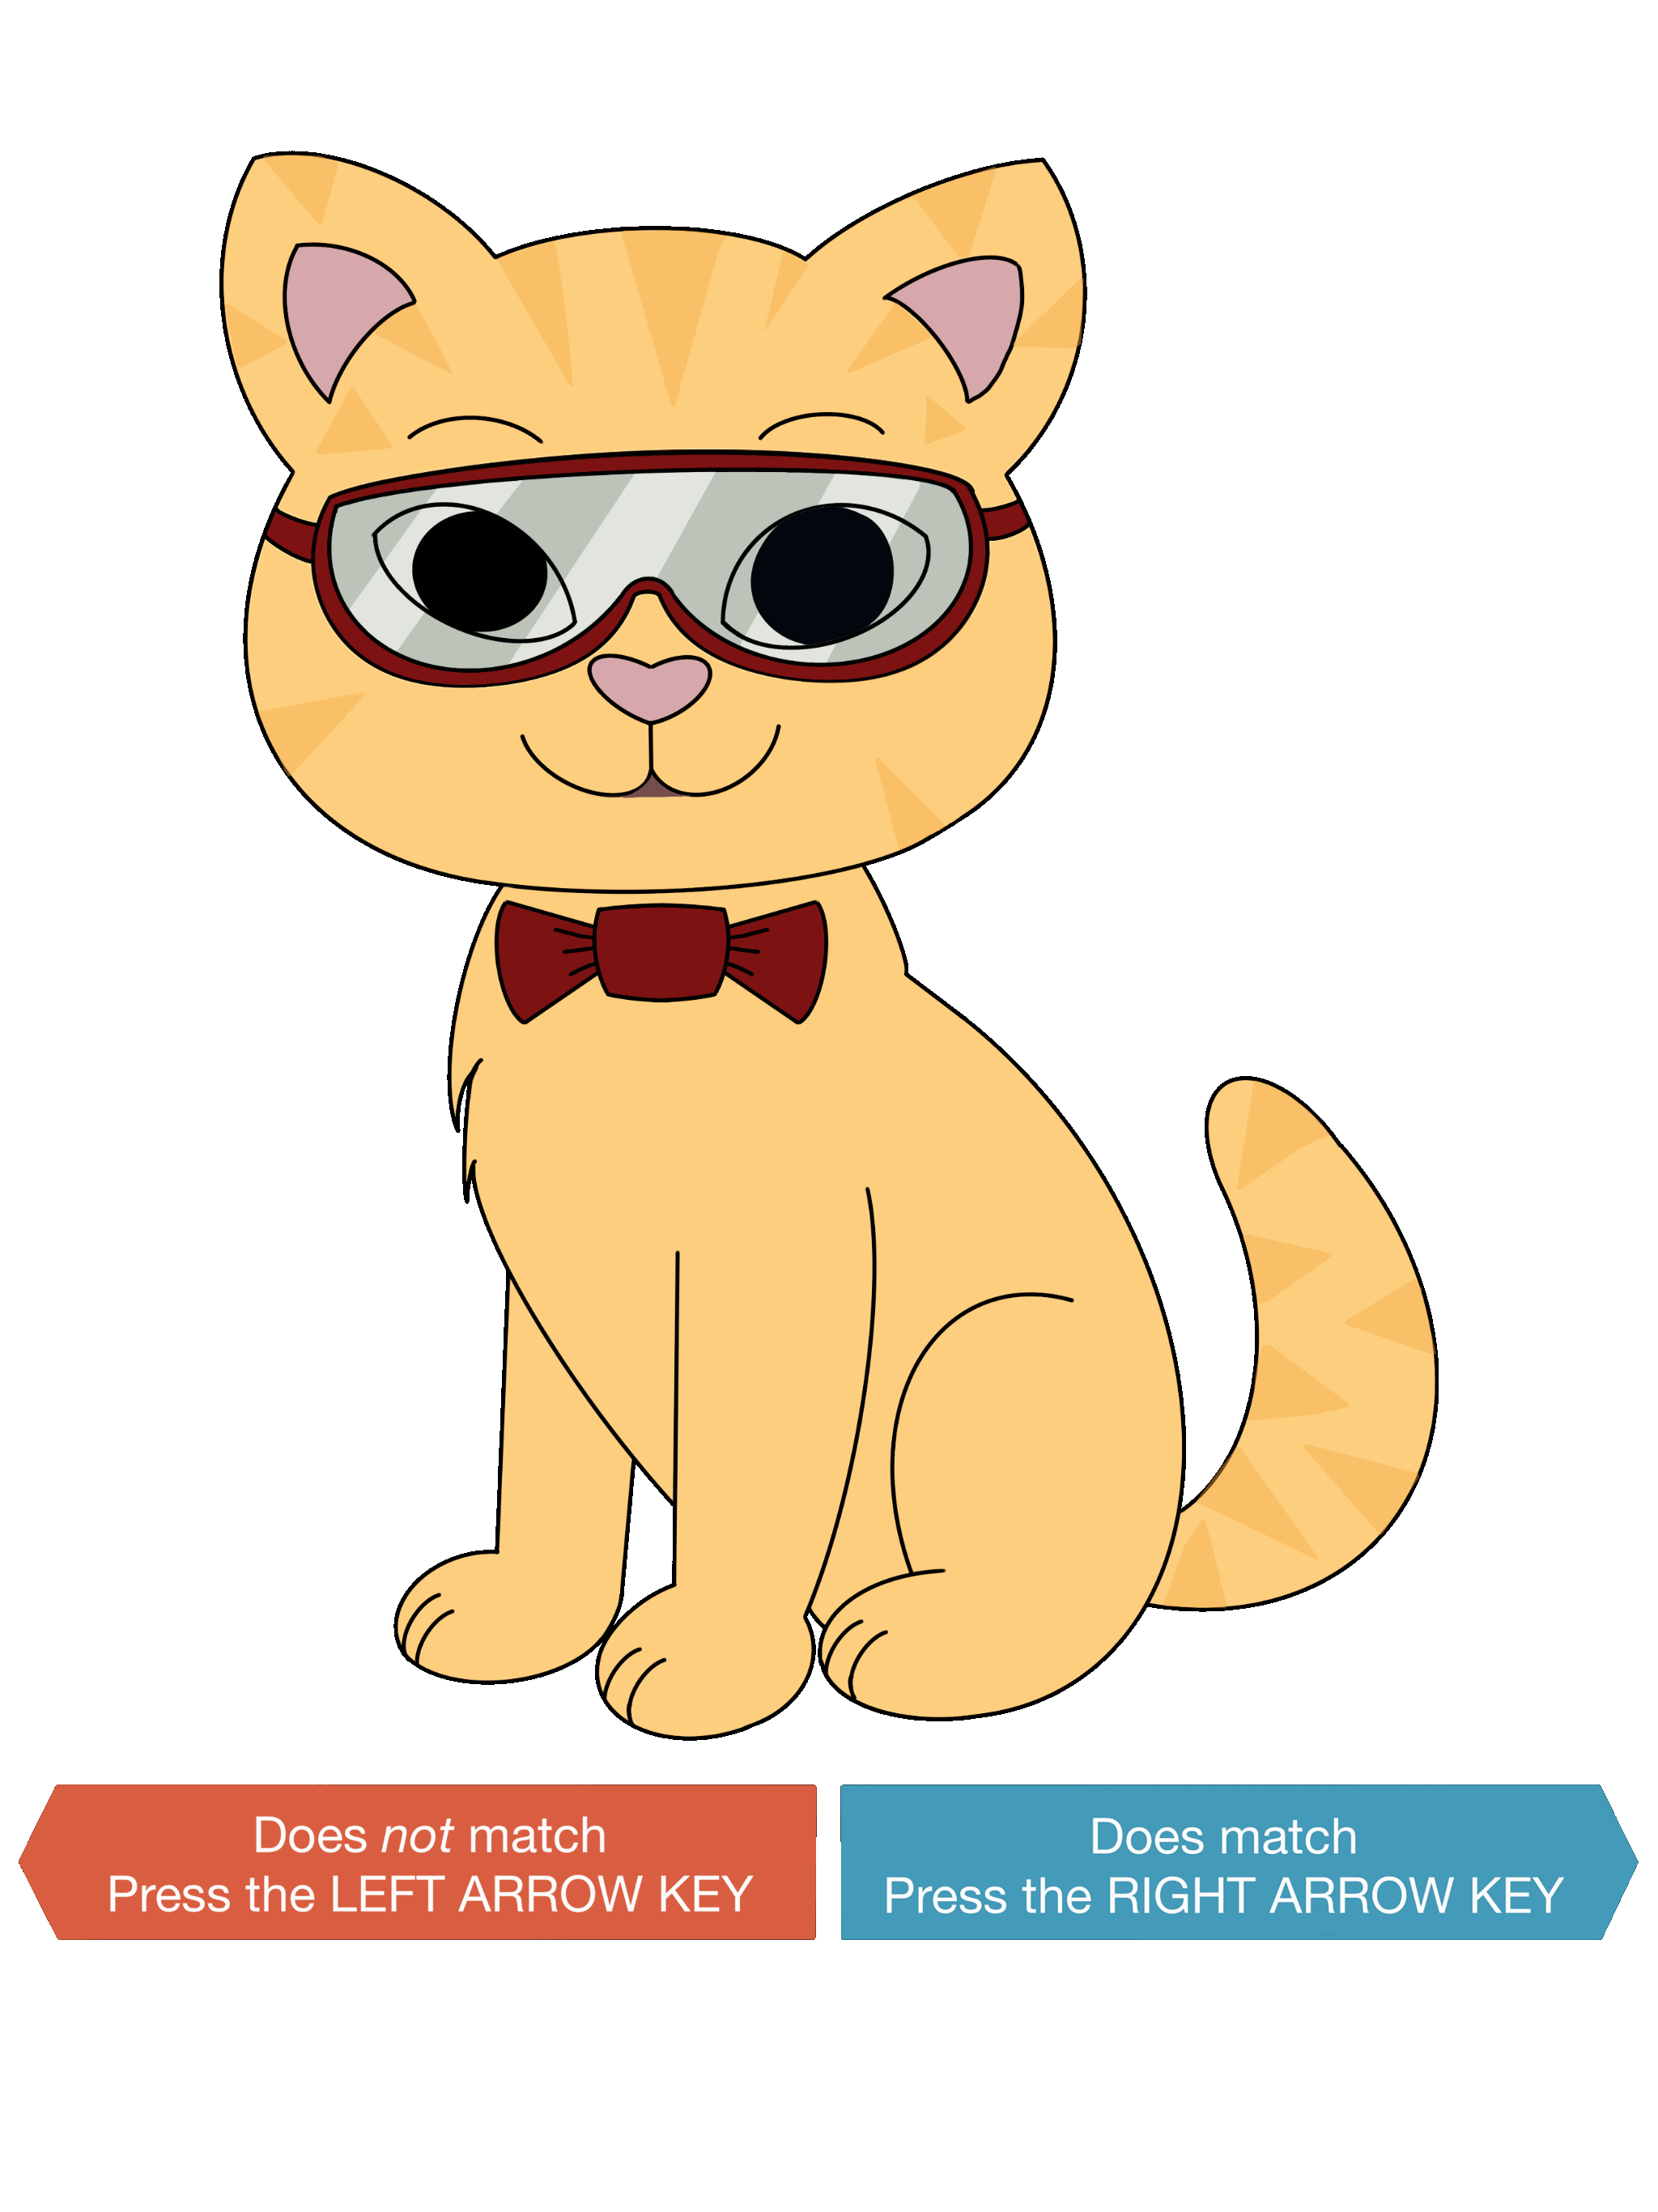 Does not match
Press the LEFT ARROW KEY
Does match
Press the RIGHT ARROW KEY